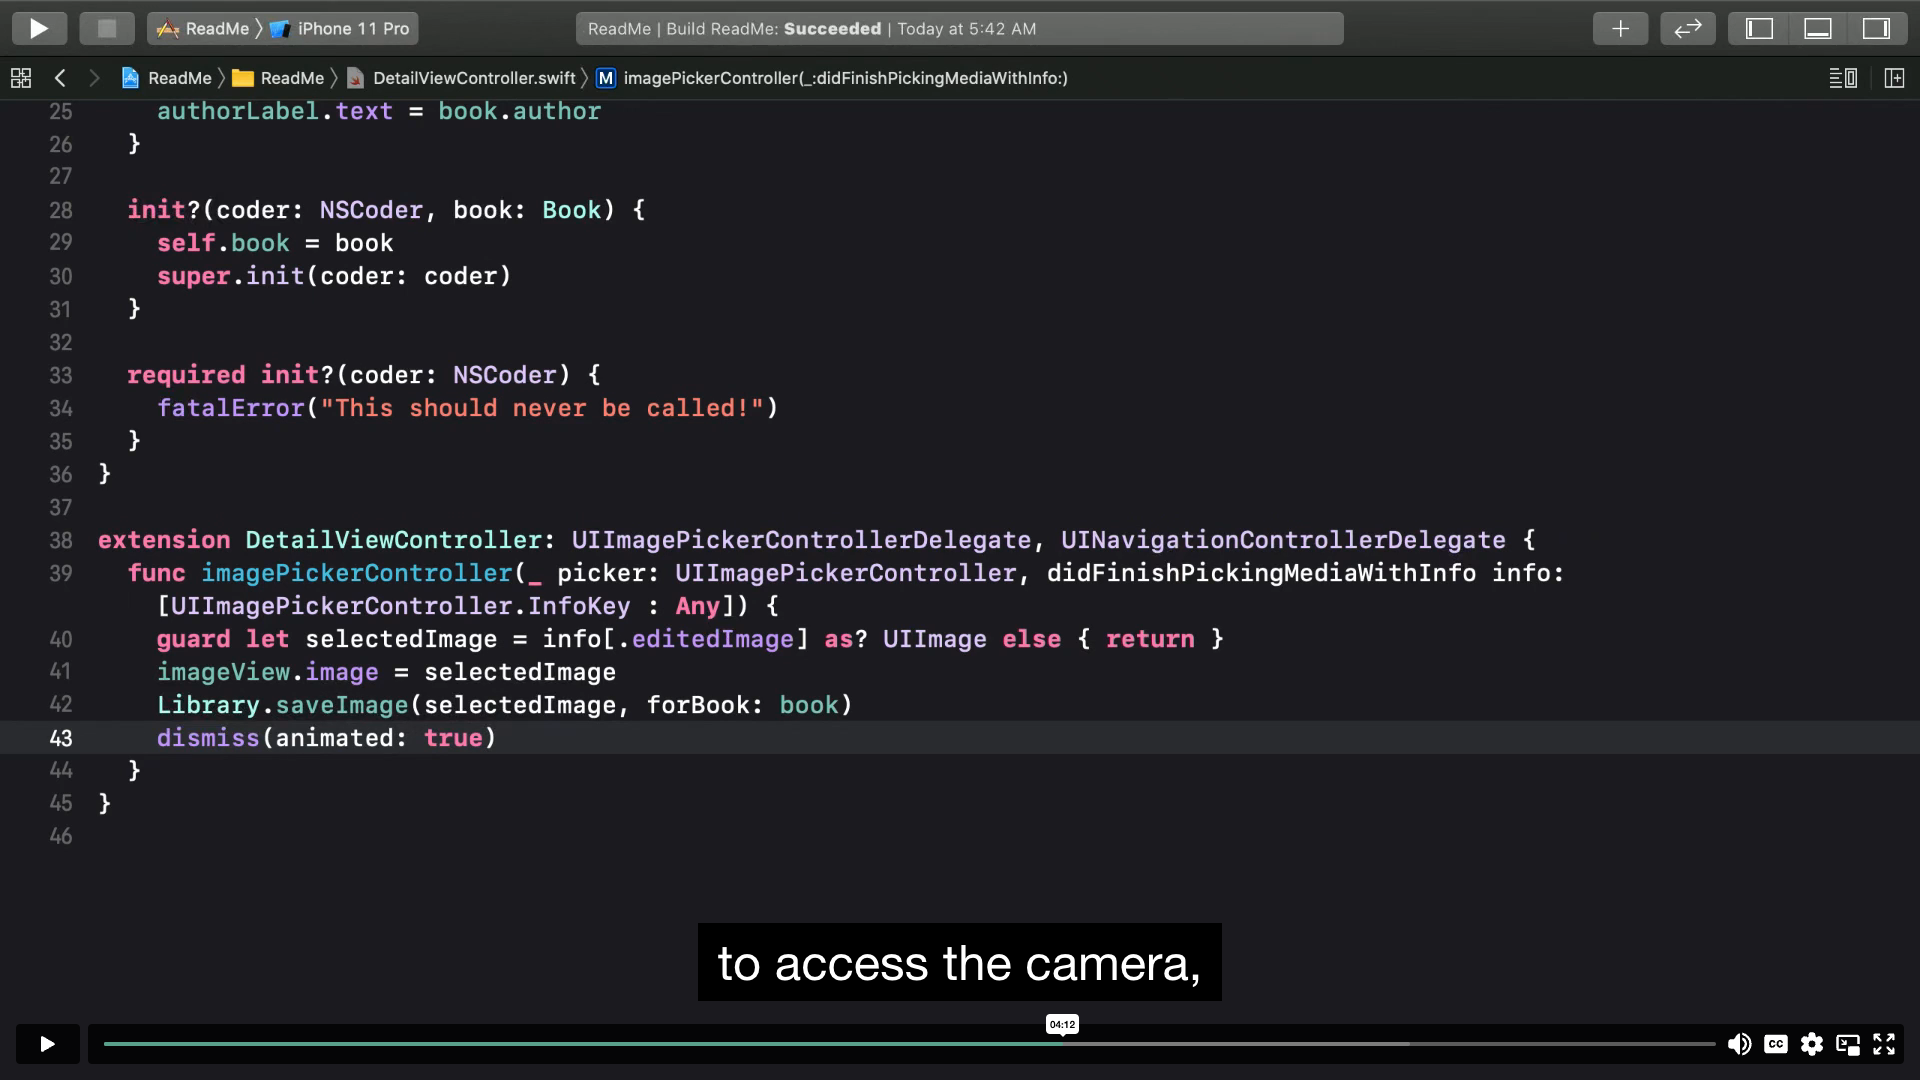 ReadMe 〉 iPhone 11 Pro
ReadMe | Build ReadMe: Succeeded | Today at 5:42 AM
ReadMe 〉 ReadMe 〉 DetailViewController.swift 〉 M imagePickerController(_:didFinishPickingMediaWithInfo:)
25 authorLabel.text = book.author
26 }
27
28 init?(coder: NSCoder, book: Book) {
29 self.book = book
30 super.init(coder: coder)
31 }
32
33 required init?(coder: NSCoder) {
34 fatalError("This should never be called!")
35 }
36 }
37
38 extension DetailViewController: UIImagePickerControllerDelegate, UINavigationControllerDelegate {
39 func imagePickerController(_ picker: UIImagePickerController, didFinishPickingMediaWithInfo info:
[UIImagePickerController.InfoKey : Any]) {
40 guard let selectedImage = info[.editedImage] as? UIImage else { return }
41 imageView.image = selectedImage
42 Library.saveImage(selectedImage, forBook: book)
43 dismiss(animated: true)
44 }
45 }
46
to access the camera,
04:12
CC